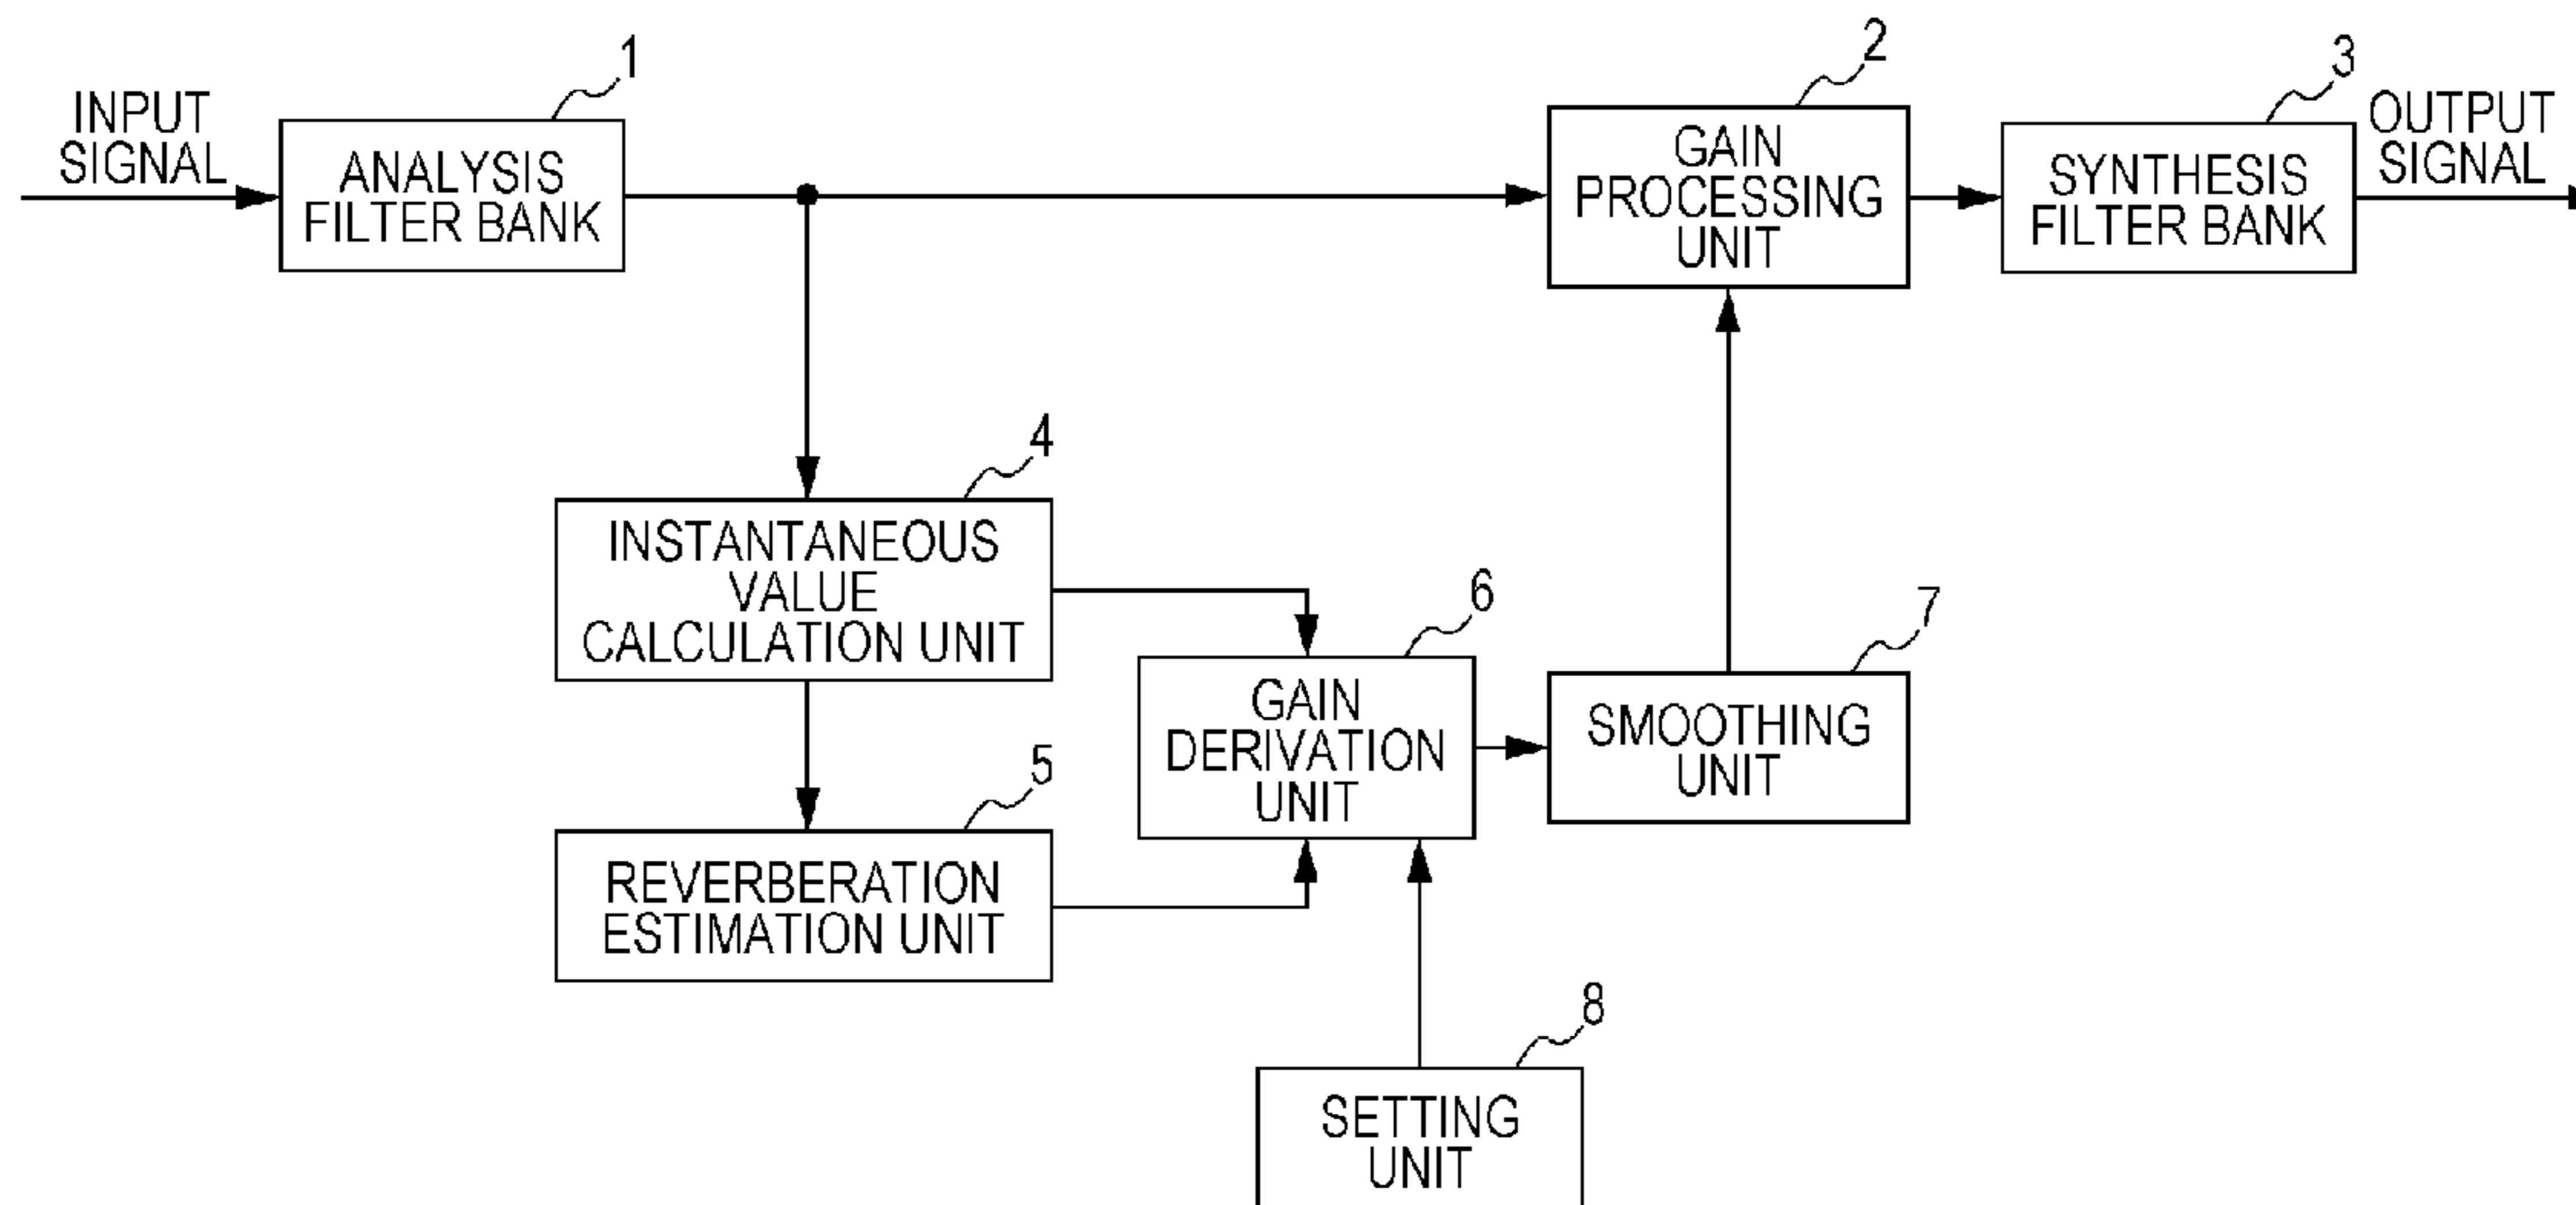 1
2
3
INPUT
SIGNAL
ANALYSIS
FILTER BANK
GAIN
PROCESSING
UNIT
SYNTHESIS
FILTER BANK
OUTPUT
SIGNAL
4
INSTANTANEOUS
VALUE
CALCULATION UNIT
6
GAIN
DERIVATION
UNIT
7
SMOOTHING
UNIT
5
REVERBERATION
ESTIMATION UNIT
8
SETTING
UNIT